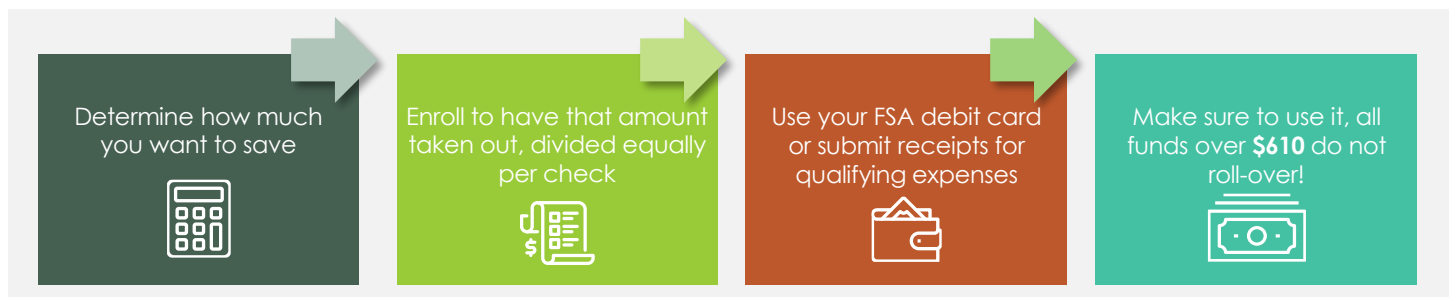 Determine how much
you want to save
Enroll to have that amount
taken out, divided equally
per check
$
Use your FSA debit card
or submit receipts for
qualifying expenses
Make sure to use it, all
funds over $610 do not
roll-over!